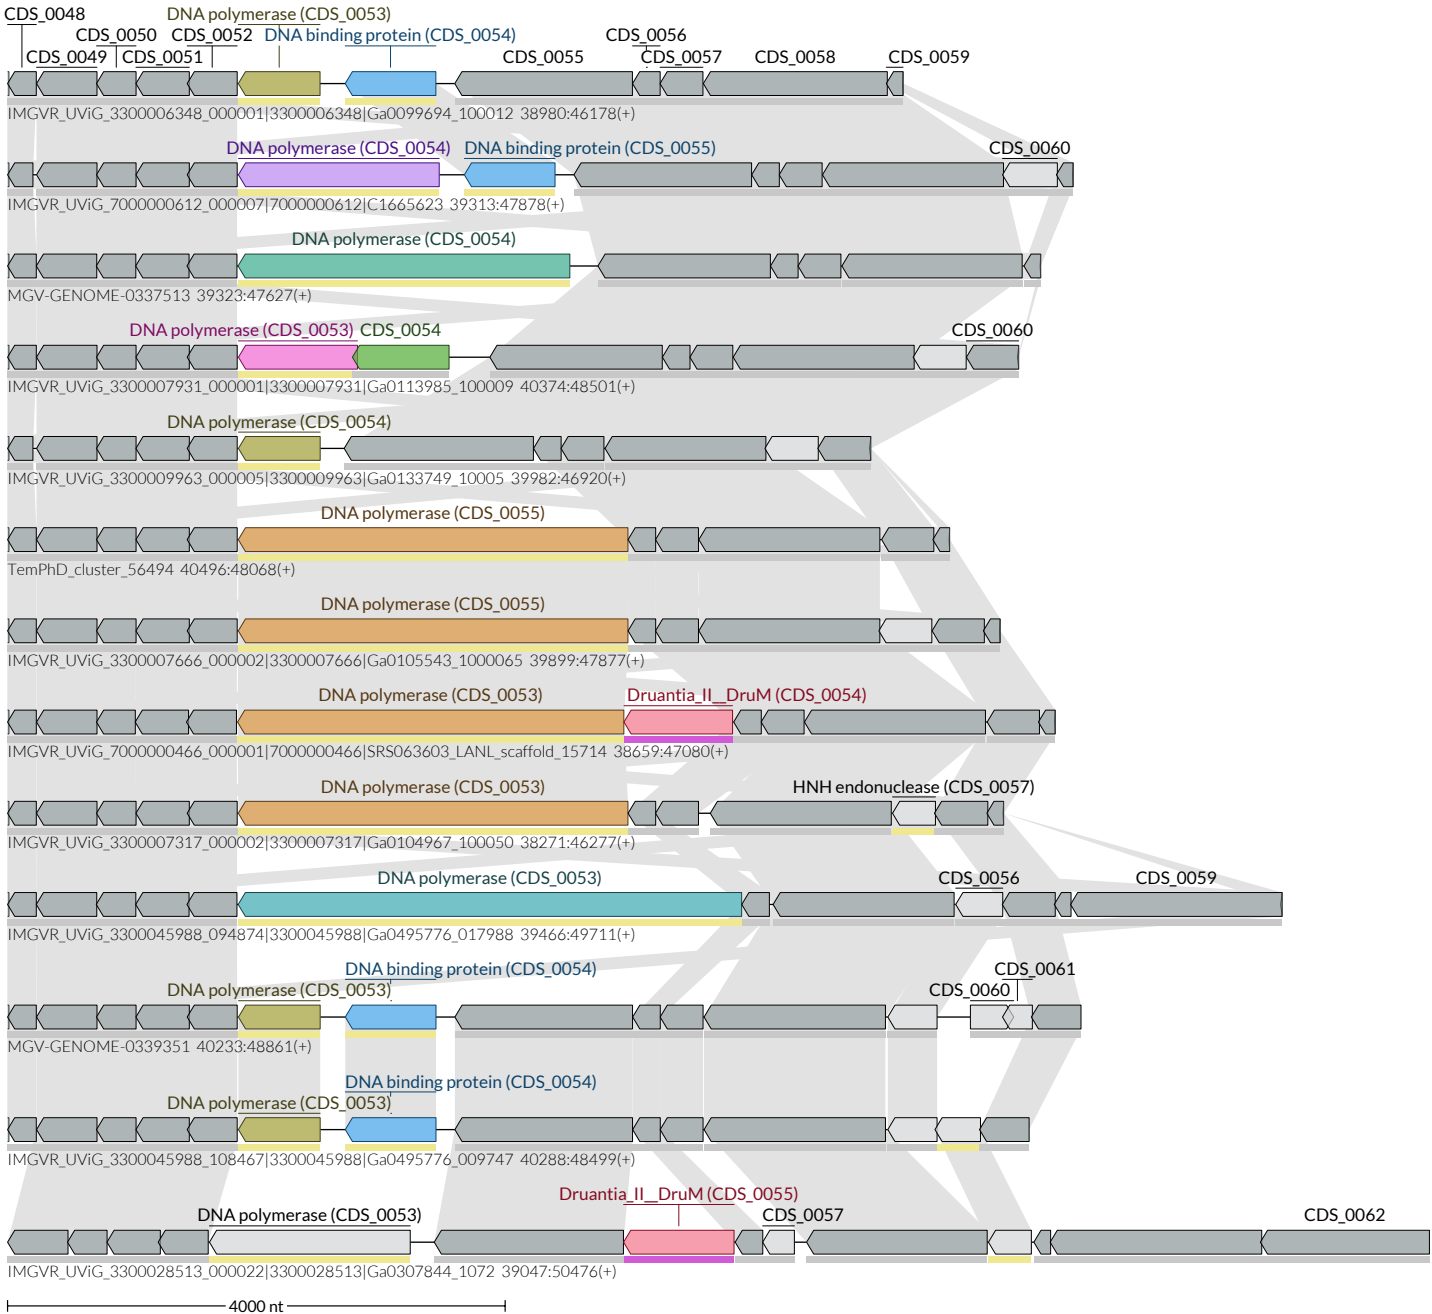 CDS_0048
DNA polymerase (CDS_0053)
CDS_0050
CDS_0052
DNA binding protein (CDS_0054)
CDS_0056
CDS_0049
CDS_0051
CDS_0055
CDS_0057
CDS_0058
CDS_0059
IMGVR_UViG_3300006348_000001|3300006348|Ga0099694_100012 38980:46178(+)
DNA polymerase (CDS_0054)
DNA binding protein (CDS_0055)
CDS_0060
IMGVR_UViG_7000000612_000007|7000000612|C1665623 39313:47878(+)
DNA polymerase (CDS_0054)
MGV-GENOME-0337513 39323:47627(+)
DNA polymerase (CDS_0053)
CDS_0054
CDS_0060
IMGVR_UViG_3300007931_000001|3300007931|Ga0113985_100009 40374:48501(+)
DNA polymerase (CDS_0054)
IMGVR_UViG_3300009963_000005|3300009963|Ga0133749_10005 39982:46920(+)
DNA polymerase (CDS_0055)
TemPhD_cluster_56494 40496:48068(+)
DNA polymerase (CDS_0055)
IMGVR_UViG_3300007666_000002|3300007666|Ga0105543_1000065 39899:47877(+)
DNA polymerase (CDS_0053)
Druantia_II__DruM (CDS_0054)
IMGVR_UViG_7000000466_000001|7000000466|SRS063603_LANL_scaffold_15714 38659:47080(+)
DNA polymerase (CDS_0053)
HNH endonuclease (CDS_0057)
IMGVR_UViG_3300007317_000002|3300007317|Ga0104967_100050 38271:46277(+)
DNA polymerase (CDS_0053)
CDS_0056
CDS_0059
IMGVR_UViG_3300045988_094874|3300045988|Ga0495776_017988 39466:49711(+)
DNA binding protein (CDS_0054)
CDS_0061
DNA polymerase (CDS_0053)
CDS_0060
MGV-GENOME-0339351 40233:48861(+)
DNA binding protein (CDS_0054)
DNA polymerase (CDS_0053)
IMGVR_UViG_3300045988_108467|3300045988|Ga0495776_009747 40288:48499(+)
Druantia_II__DruM (CDS_0055)
DNA polymerase (CDS_0053)
CDS_0057
CDS_0062
IMGVR_UViG_3300028513_000022|3300028513|Ga0307844_1072 39047:50476(+)
4000 nt